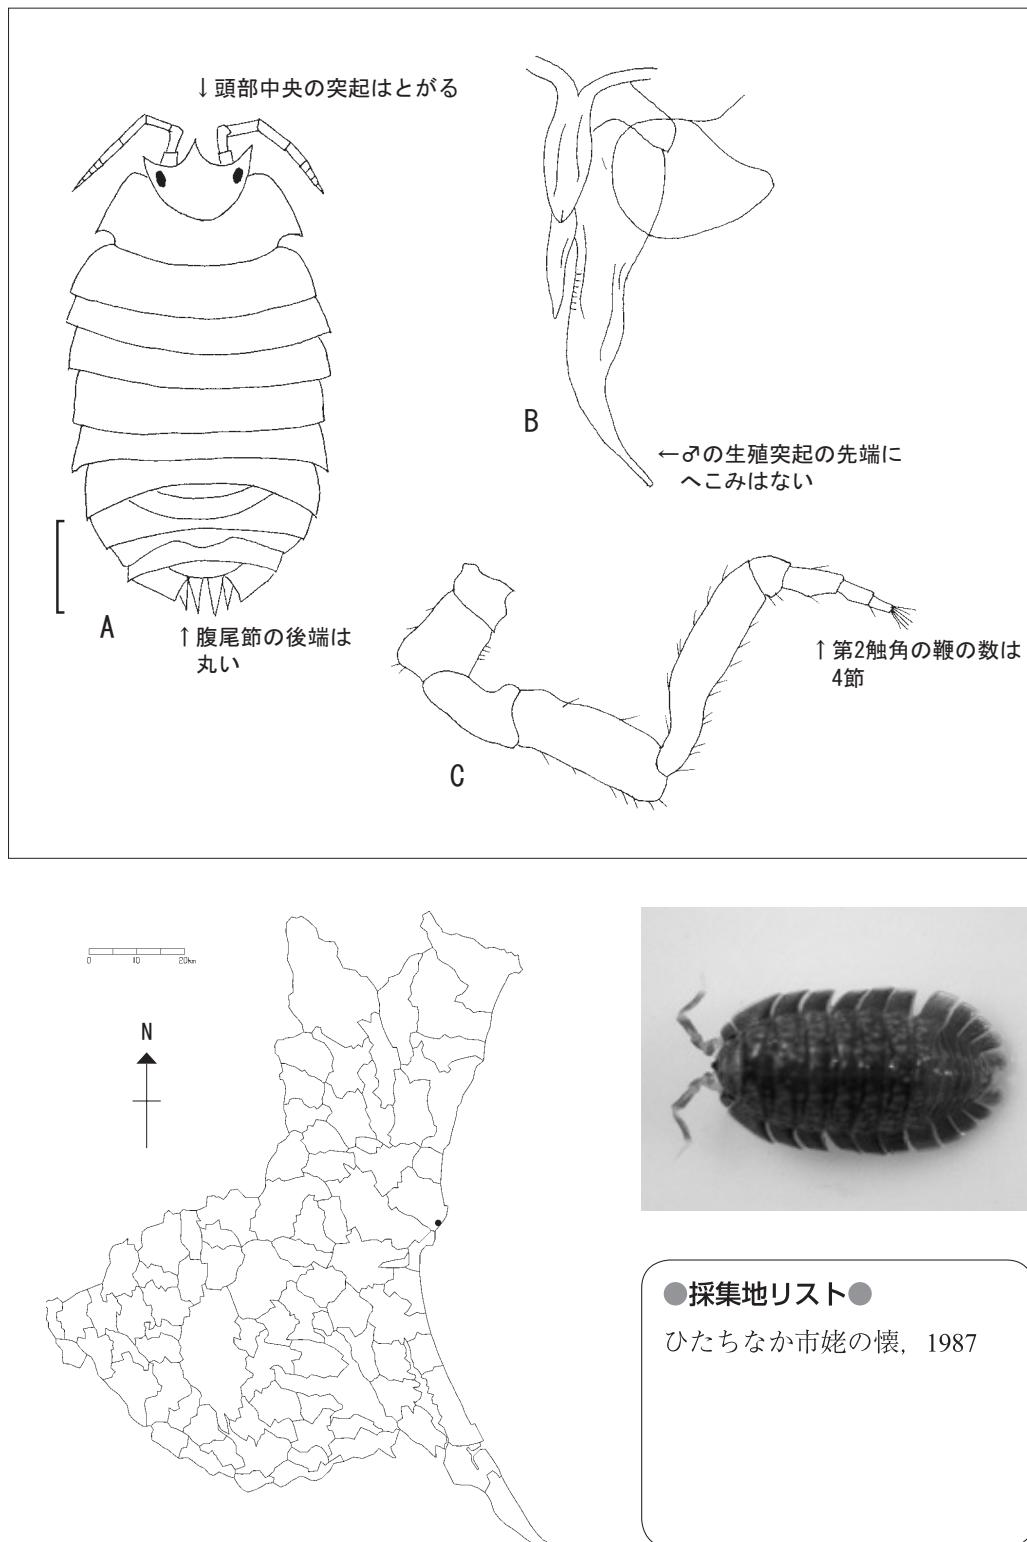 ↓頭部中央の突起はとがる
B
←♂の生殖突起の先端に
へこみはない
A
↑腹尾節の後端は
丸い
↑第2触角の鞭の数は
4節
C
0 10 20km
N
●採集地リスト●
ひたちなか市姥の懐, 1987